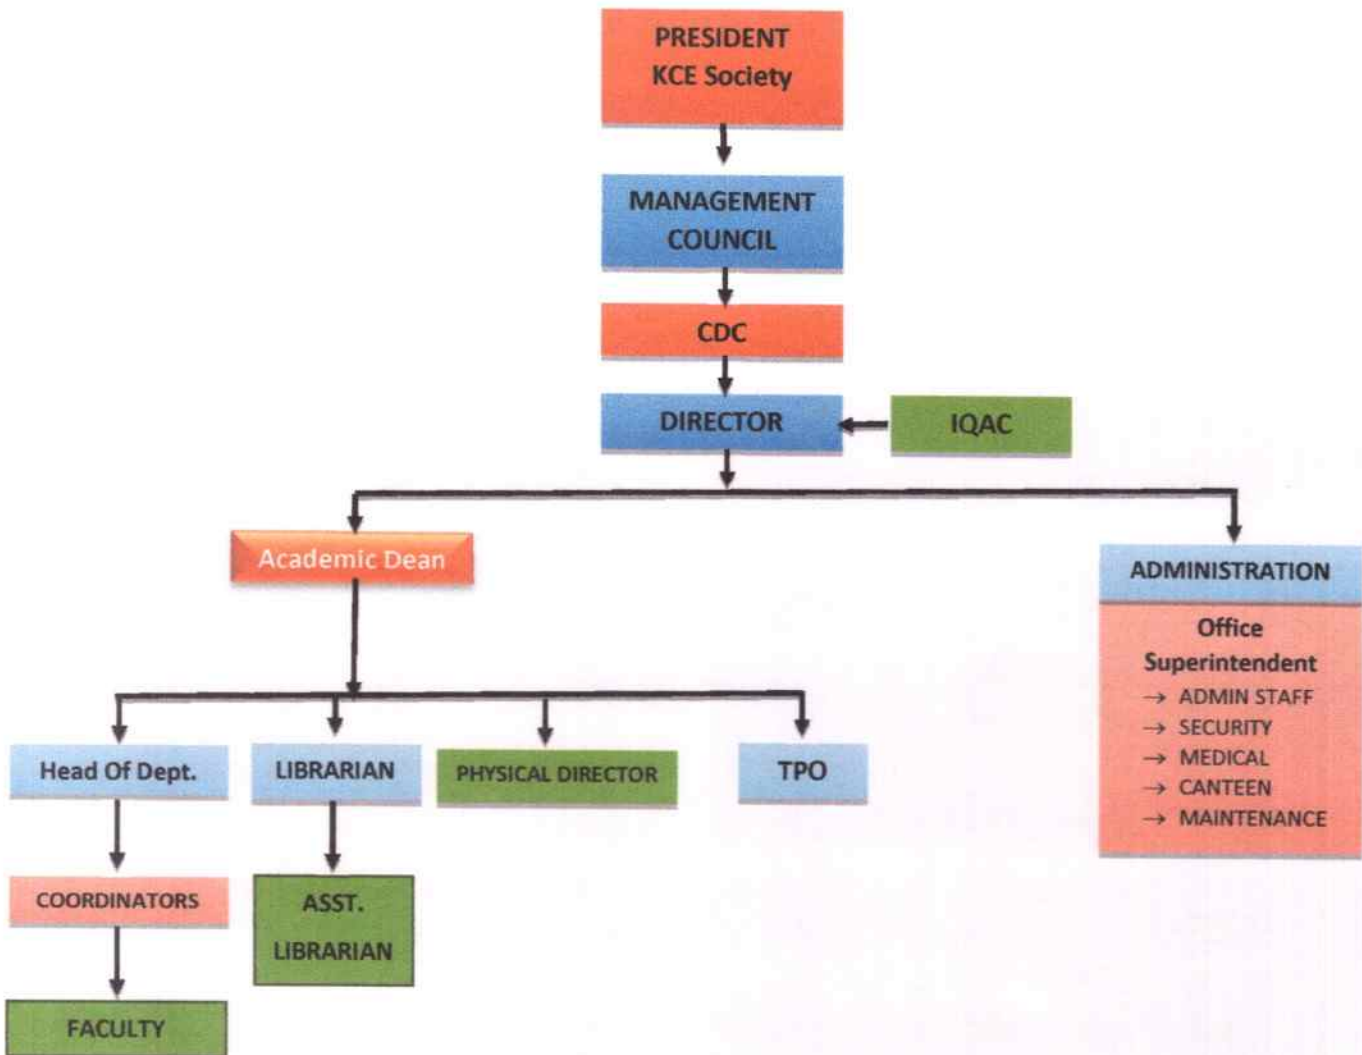 PRESIDENT
KCE Society
MANAGEMENT
COUNCIL
CDC
DIRECTOR
IQAC
Academic Dean
ADMINISTRATION
Office
Superintendent
→ ADMIN STAFF
→ SECURITY
→ MEDICAL
→ CANTEEN
→ MAINTENANCE
Head Of Dept.
LIBRARIAN
PHYSICAL DIRECTOR
TPO
COORDINATORS
ASST.
LIBRARIAN
FACULTY